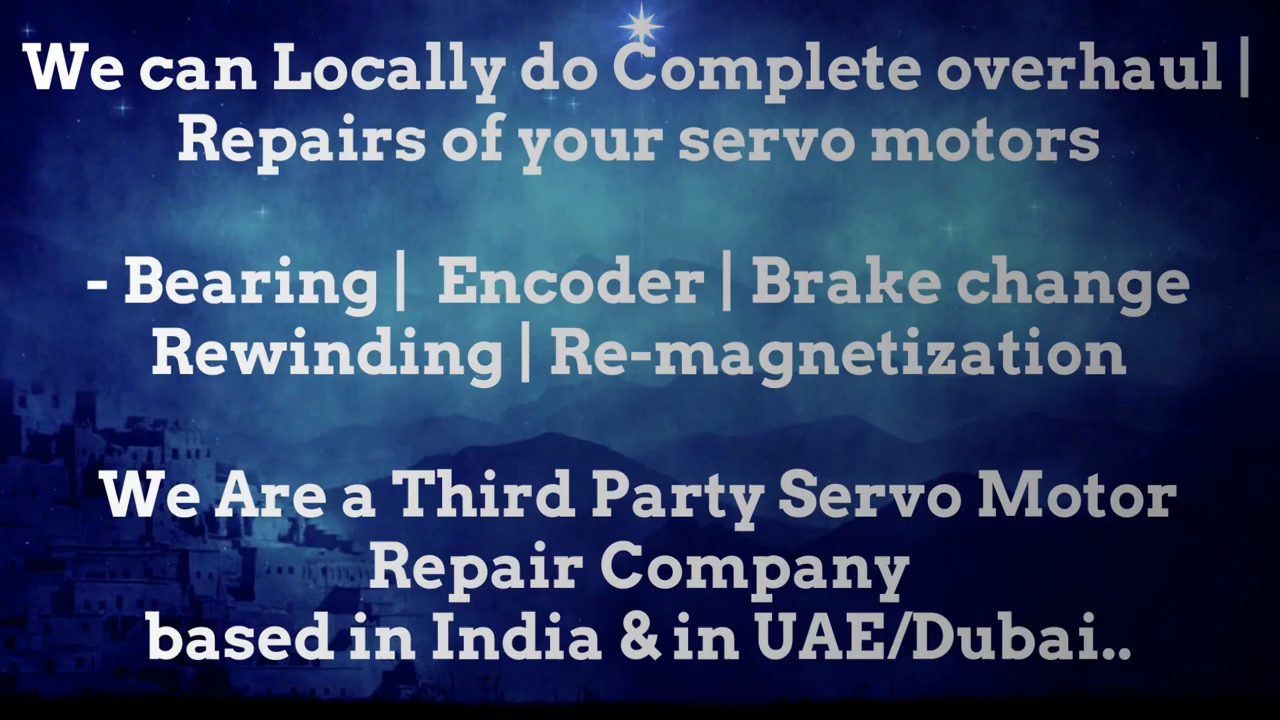 We can Locally do Complete overhaul |
Repairs of your servo motors
- Bearing | Encoder | Brake change
Rewinding | Re-magnetization
We Are a Third Party Servo Motor
Repair Company
based in India & in UAE/Dubai..